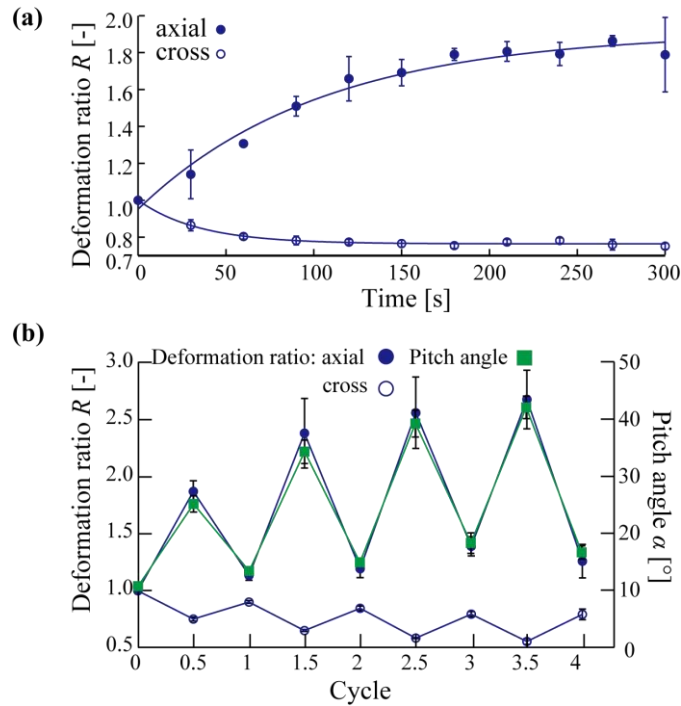 (a)
axial
cross
Deformation ratio R [-]
2.0
1.8
1.6
1.4
1.2
1.0
0.8
0.7
0 50 100 150 200 250 300
Time [s]
(b)
Deformation ratio: axial Pitch angle
cross
Deformation ratio R [-]
3.0
2.5
2.0
1.5
1.0
0.5
50
40
30
20
10
0
Pitch angle α [°]
0 0.5 1 1.5 2 2.5 3 3.5 4
Cycle